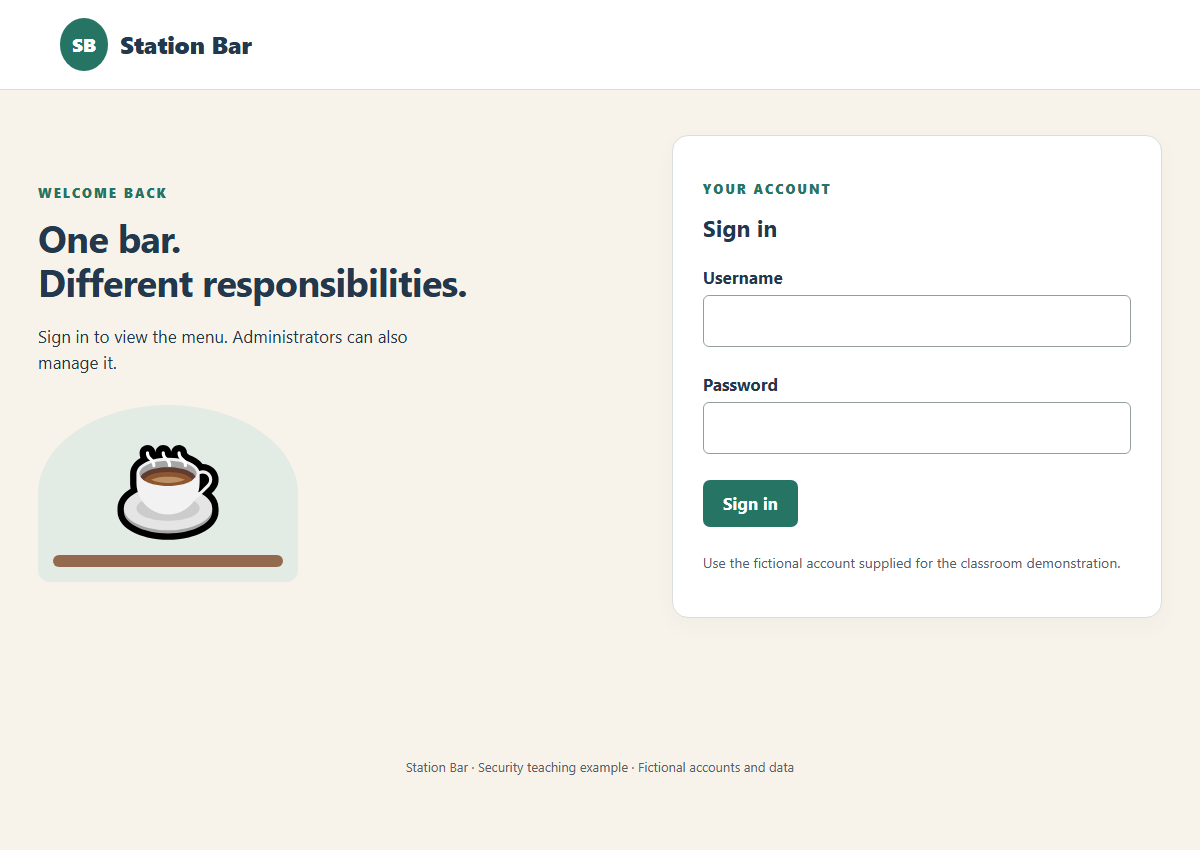 SB
Station Bar
WELCOME BACK
One bar.
Different responsibilities.
Sign in to view the menu. Administrators can also
manage it.
YOUR ACCOUNT
Sign in
Username
Password
Sign in
Use the fictional account supplied for the classroom demonstration.
Station Bar · Security teaching example · Fictional accounts and data